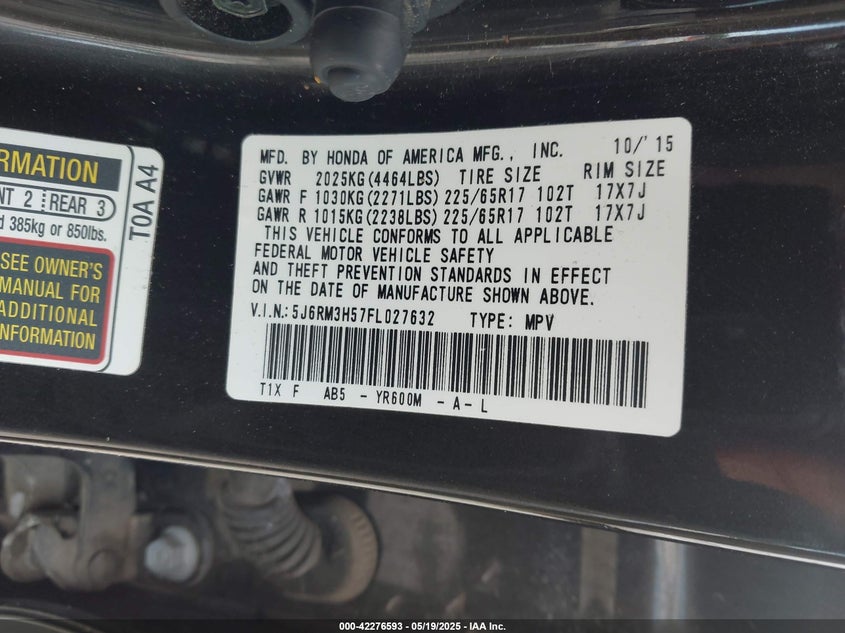 RMATION
NT 2 REAR 3
d 385kg or 850lbs.
SEE OWNER'S
MANUAL FOR
ADDITIONAL
NFORMATION
T0A A4
MFD. BY HONDA OF AMERICA MFG., INC. 10/'15
GVWR 2025KG(4464LBS) TIRE SIZE RIM SIZE
GAWR F 1030KG(2271LBS) 225/65R17 102T 17X7J
GAWR R 1015KG(2238LBS) 225/65R17 102T 17X7J
THIS VEHICLE CONFORMS TO ALL APPLICABLE
FEDERAL MOTOR VEHICLE SAFETY
AND THEFT PREVENTION STANDARDS IN EFFECT
ON THE DATE OF MANUFACTURE SHOWN ABOVE.
V.I.N.:5J6RM3H57FL027632 TYPE: MPV
T1X F AB5 - YR600M - A - L
000-42276593 - 05/19/2025 - IAA Inc.